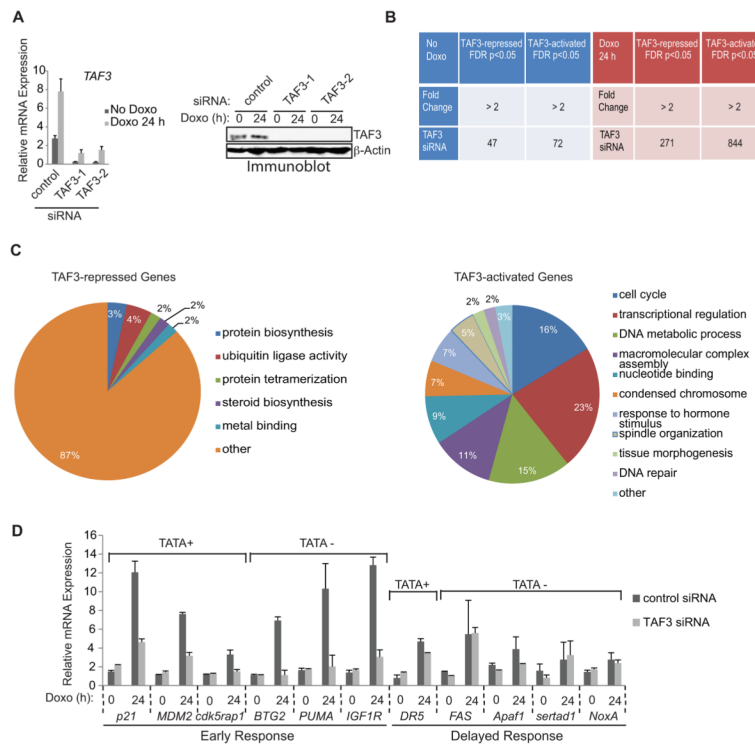 A
Relative mRNA Expression
10
8
6
4
2
0
TAF3
No Doxo
Doxo 24 h
control
TAF3-1
TAF3-2
siRNA
siRNA: control TAF3-1 TAF3-2
Doxo (h): 0 24 0 24 0 24
TAF3
β-Actin
Immunoblot
B
No Doxo
TAF3-repressed FDR p<0.05
TAF3-activated FDR p<0.05
Doxo 24 h
TAF3-repressed FDR p<0.05
TAF3-activate FDR p<0.05
Fold Change > 2 > 2 Fold Change > 2 > 2
TAF3 siRNA 47 72 TAF3 siRNA 271 844
C
TAF3-repressed Genes
3%
4%
2%
2%
2%
87%
protein biosynthesis
ubiquitin ligase activity
protein tetramerization
steroid biosynthesis
metal binding
other
TAF3-activated Genes
16%
23%
15%
11%
9%
7%
7%
5%
2%
2%
3%
cell cycle
transcriptional regulation
DNA metabolic process
macromolecular complex
assembly
nucleotide binding
condensed chromosome
response to hormone
stimulus
spindle organization
tissue morphogenesis
DNA repair
other
D
Relative mRNA Expression
16
14
12
10
8
6
4
2
0
TATA+
TATA -
TATA+
TATA -
control siRNA
TAF3 siRNA
Doxo (h): 0 24 0 24 0 24 0 24 0 24 0 24 0 24 0 24 0 24 0 24 0 24
p21 MDM2 cdk5rap1 BTG2 PUMA IGF1R DR5 FAS Apaf1 sertad1 NoxA
Early Response
Delayed Response